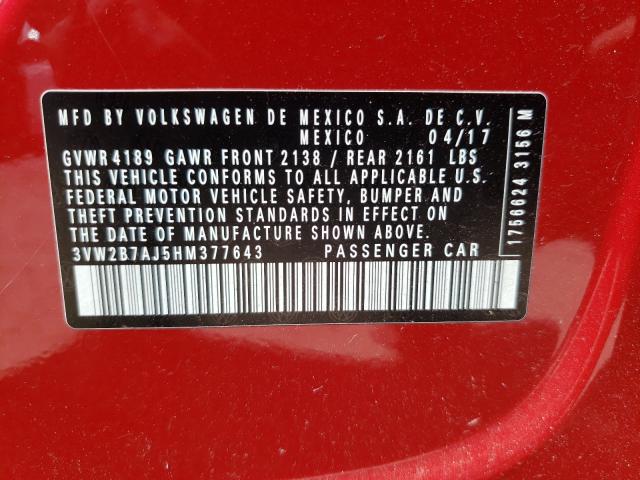 MFD BY VOLKSWAGEN DE MEXICO S.A. DE C.V.
MEXICO 04/17
GVWR 4189 GAWR FRONT 2138 / REAR 2161 LBS
THIS VEHICLE CONFORMS TO ALL APPLICABLE U.S.
FEDERAL MOTOR VEHICLE SAFETY, BUMPER AND
THEFT PREVENTION STANDARDS IN EFFECT ON
THE DATE OF MANUFACTURE SHOWN ABOVE.
3VW2B7AJ5HM377643 PASSENGER CAR
1756624 3156 M